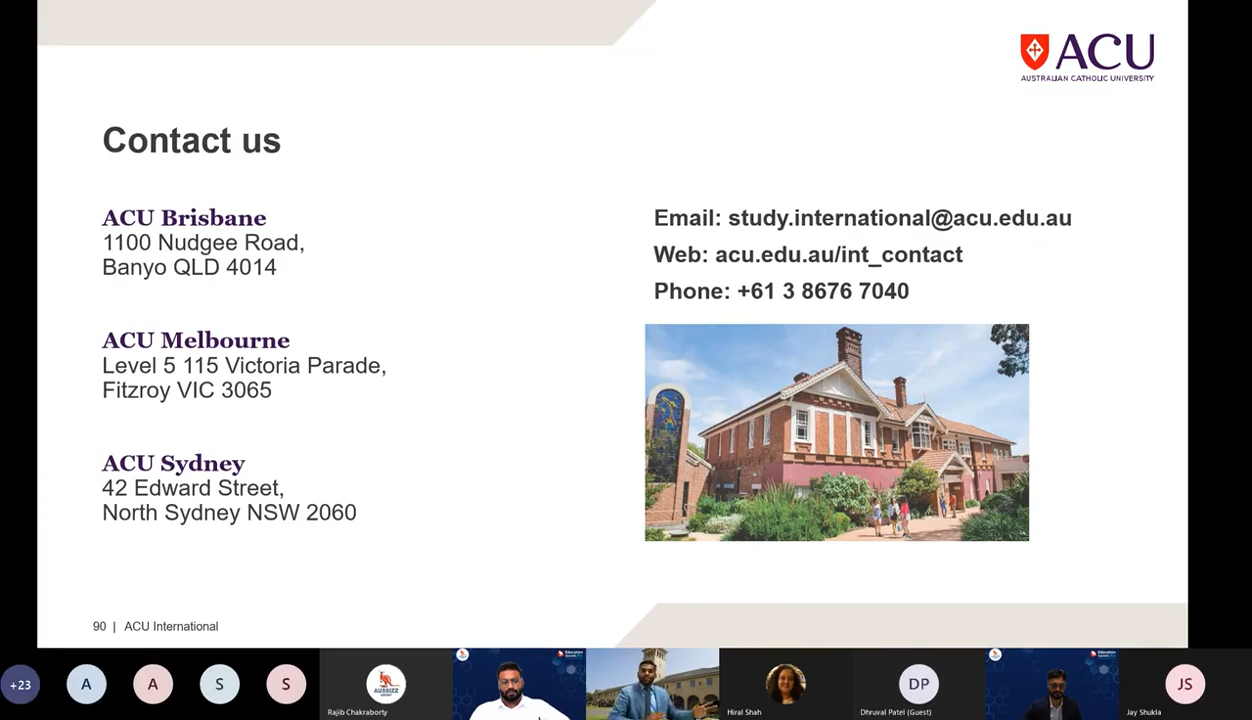 ACU
AUSTRALIAN CATHOLIC UNIVERSITY
Contact us
ACU Brisbane
1100 Nudgee Road,
Banyo QLD 4014
ACU Melbourne
Level 5 115 Victoria Parade,
Fitzroy VIC 3065
ACU Sydney
42 Edward Street,
North Sydney NSW 2060
Email: study.international@acu.edu.au
Web: acu.edu.au/int_contact
Phone: +61 3 8676 7040
90 | ACU International
+23
A
A
S
S
AUSSIZZ
Rajib Chakraborty
Hiral Shah
DP
Dhruval Patel (Guest)
JS
Jay Shukla